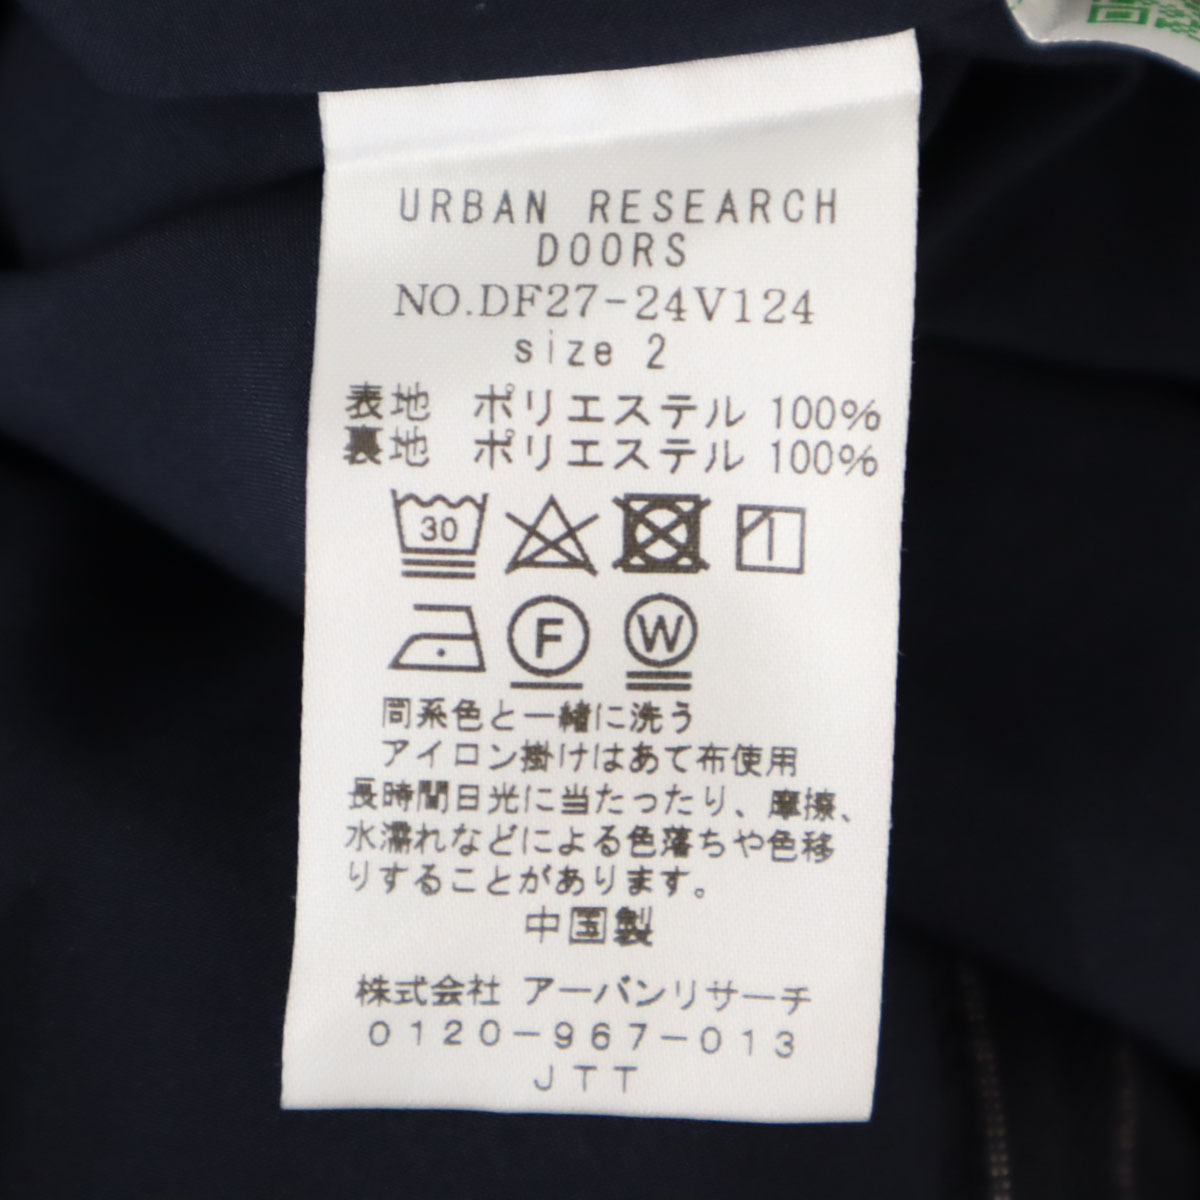 URBAN RESEARCH
DOORS
NO.DF27-24V124
size 2
表地 ポリエステル 100%
裏地 ポリエステル 100%
30
F W
同系色と一緒に洗う
アイロン掛けはあて布使用
長時間日光に当たったり、摩擦、
水濡れなどによる色落ちや色移
りすることがあります。
中国製
株式会社 アーバンリサーチ
0120-967-013
JTT